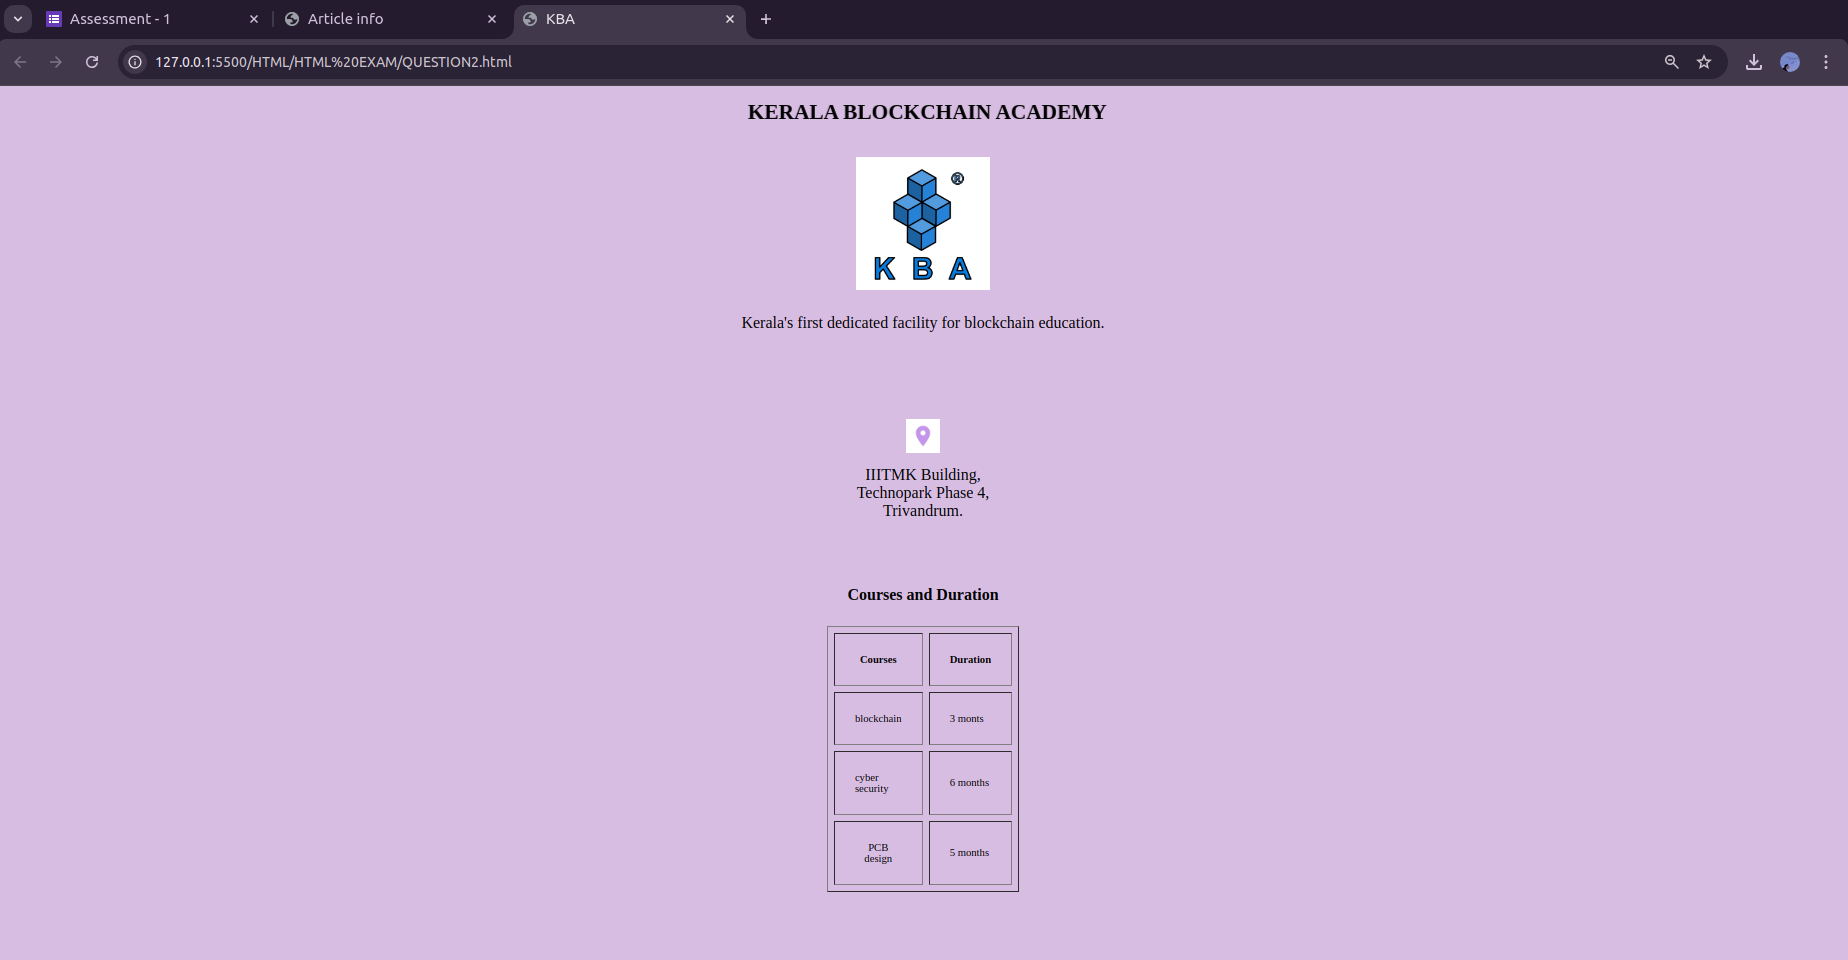 Assessment - 1
Article info
KBA
127.0.0.1:5500/HTML/HTML%20EXAM/QUESTION2.html
KERALA BLOCKCHAIN ACADEMY
®
K B A
Kerala's first dedicated facility for blockchain education.
IIITMK Building,
Technopark Phase 4,
Trivandrum.
Courses and Duration
Courses Duration
blockchain 3 monts
cyber
security 6 months
PCB
design 5 months